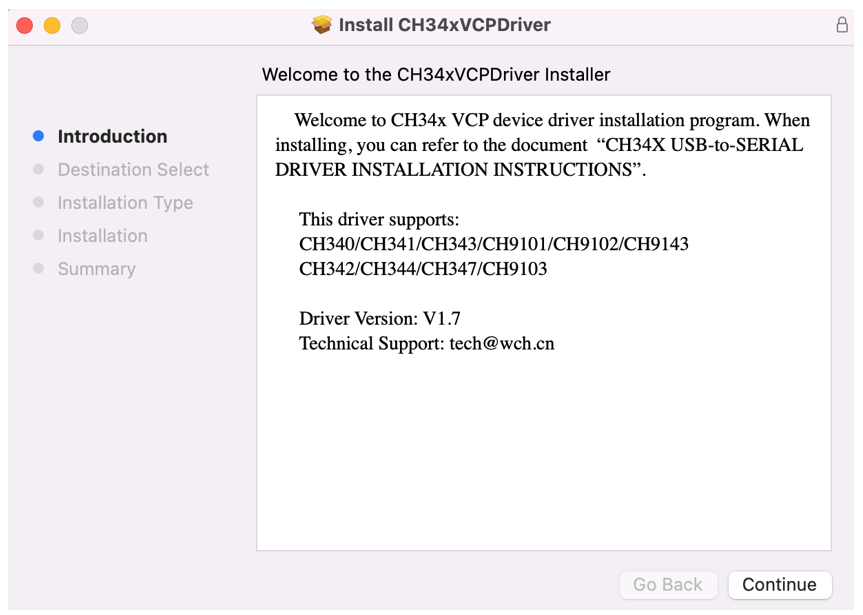 Install CH34xVCPDriver
Welcome to the CH34xVCPDriver Installer
Introduction
Destination Select
Installation Type
Installation
Summary
Welcome to CH34x VCP device driver installation program. When
installing, you can refer to the document “CH34X USB-to-SERIAL
DRIVER INSTALLATION INSTRUCTIONS”.
This driver supports:
CH340/CH341/CH343/CH9101/CH9102/CH9143
CH342/CH344/CH347/CH9103
Driver Version: V1.7
Technical Support: tech@wch.cn
Go Back
Continue